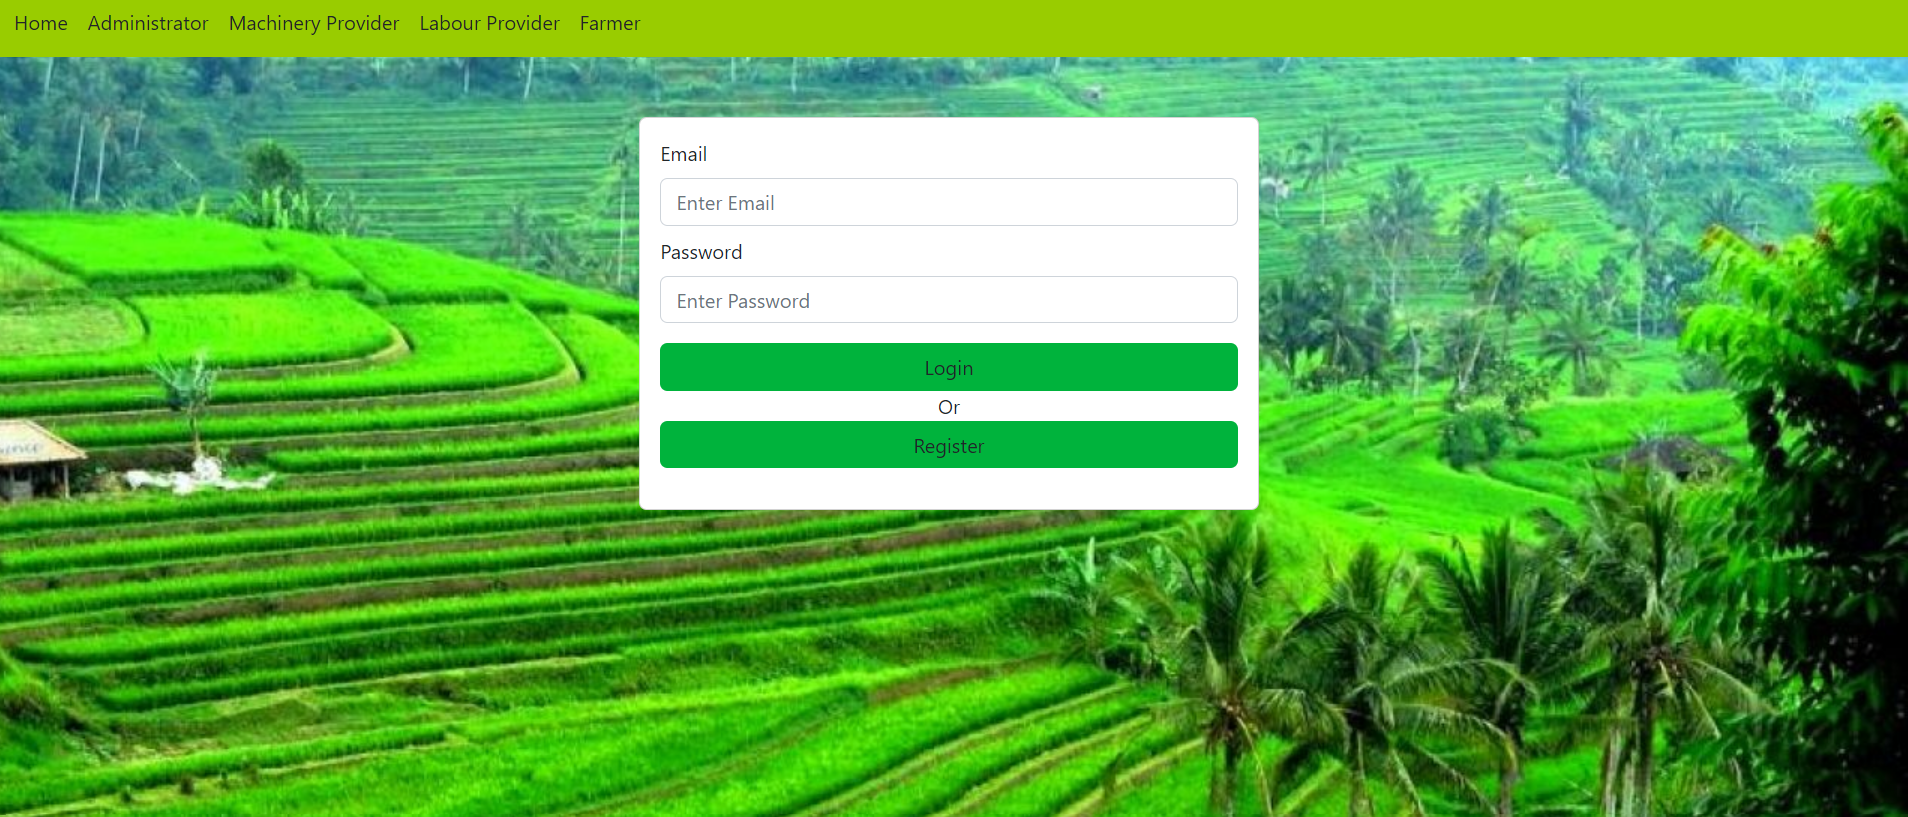 Home Administrator Machinery Provider Labour Provider Farmer
Email
Enter Email
Password
Enter Password
Login
Or
Register